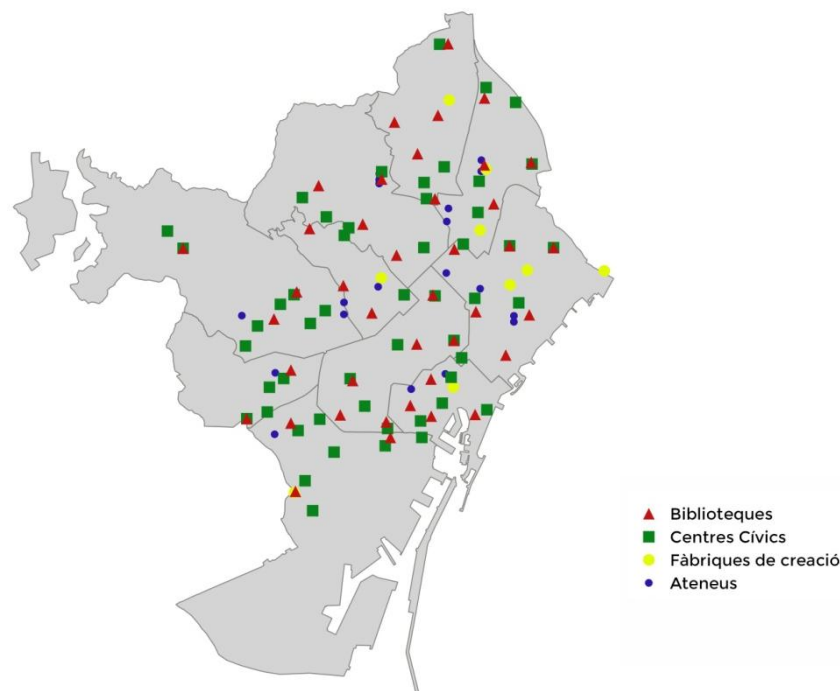 Biblioteques
Centres Cívics
Fàbriques de creació
Ateneus